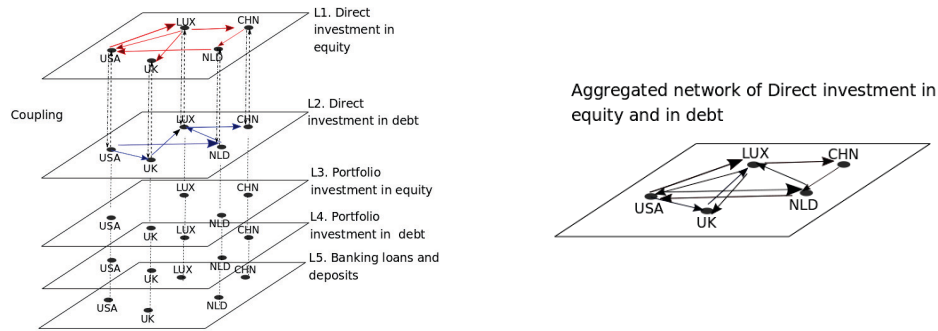 LUX
CHN
L1. Direct
investment in
equity
USA
UK
NLD
Coupling
L2. Direct
investment in debt
LUX
CHN
USA
UK
NLD
L3. Portfolio
investment in equity
LUX
CHN
USA
UK
NLD
L4. Portfolio
investment in debt
LUX
CHN
USA
UK
NLD
L5. Banking loans and
deposits
LUX
CHN
USA
UK
NLD
Aggregated network of Direct investment in
equity and in debt
LUX
CHN
USA
UK
NLD